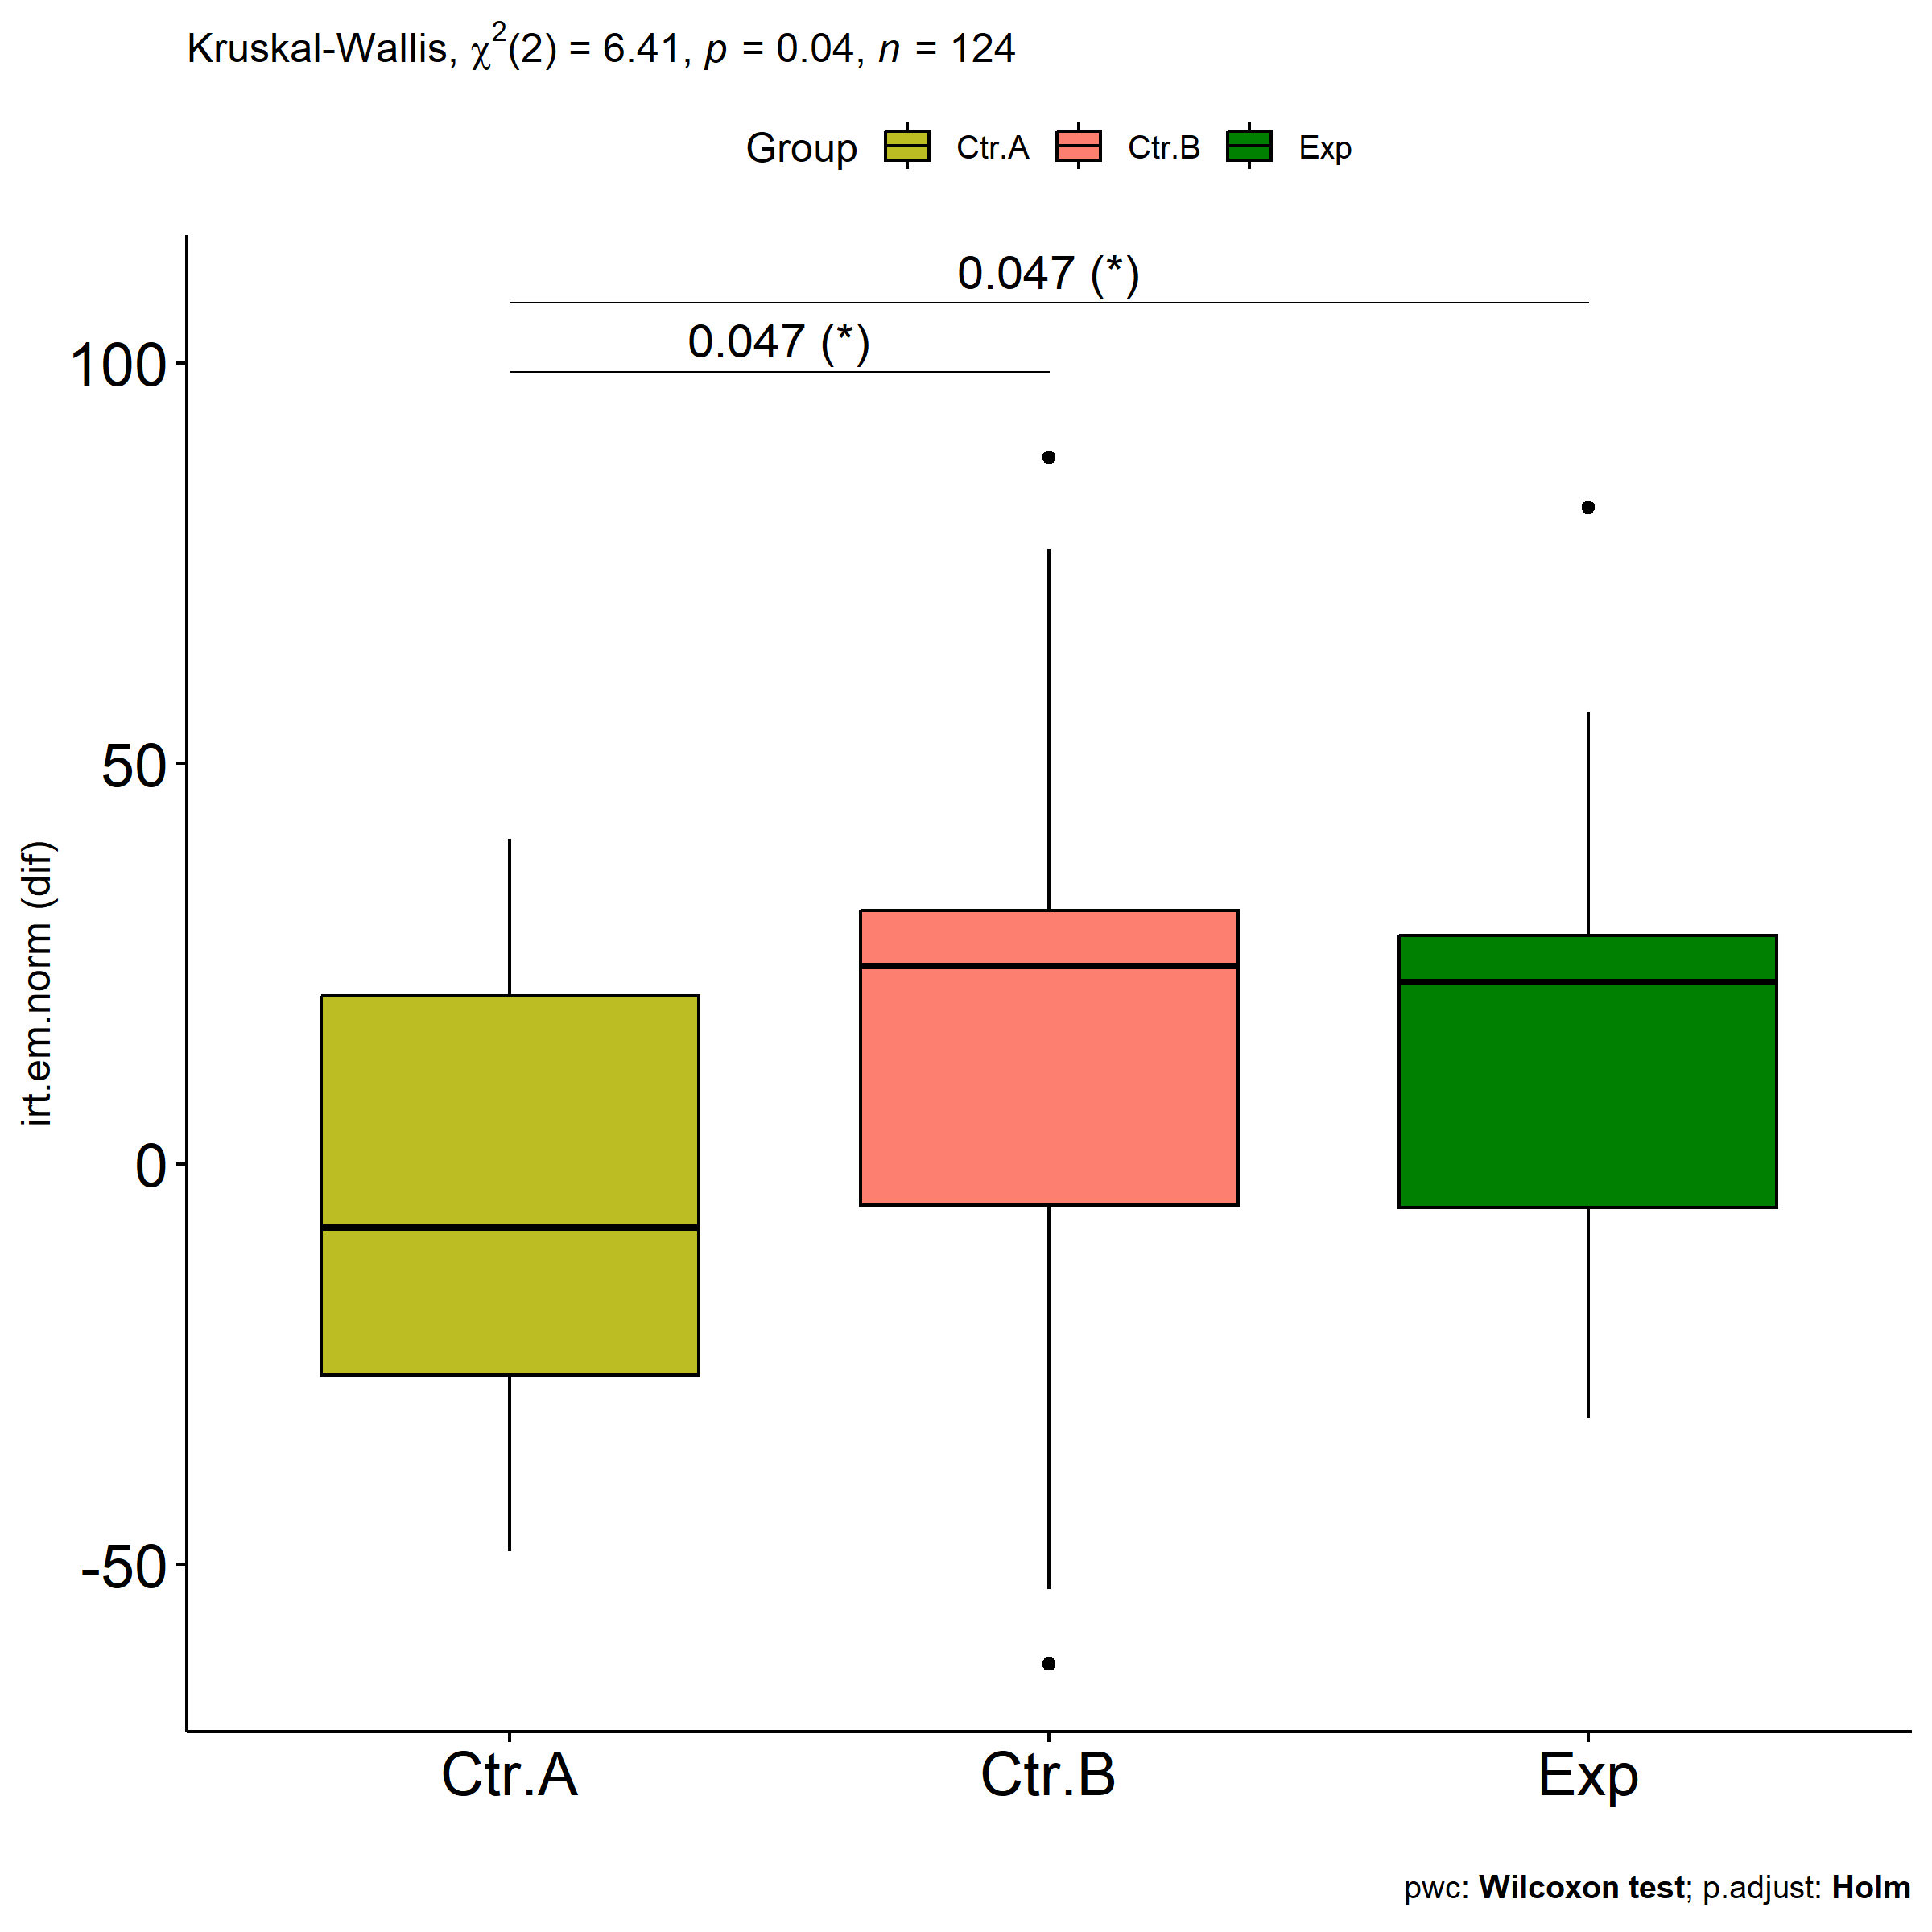 Kruskal-Wallis, χ²(2) = 6.41, p = 0.04, n = 124
Group Ctr.A Ctr.B Exp
0.047 (*)
0.047 (*)
100
50
0
-50
irt.em.norm (dif)
Ctr.A Ctr.B Exp
pwc: Wilcoxon test; p.adjust: Holm